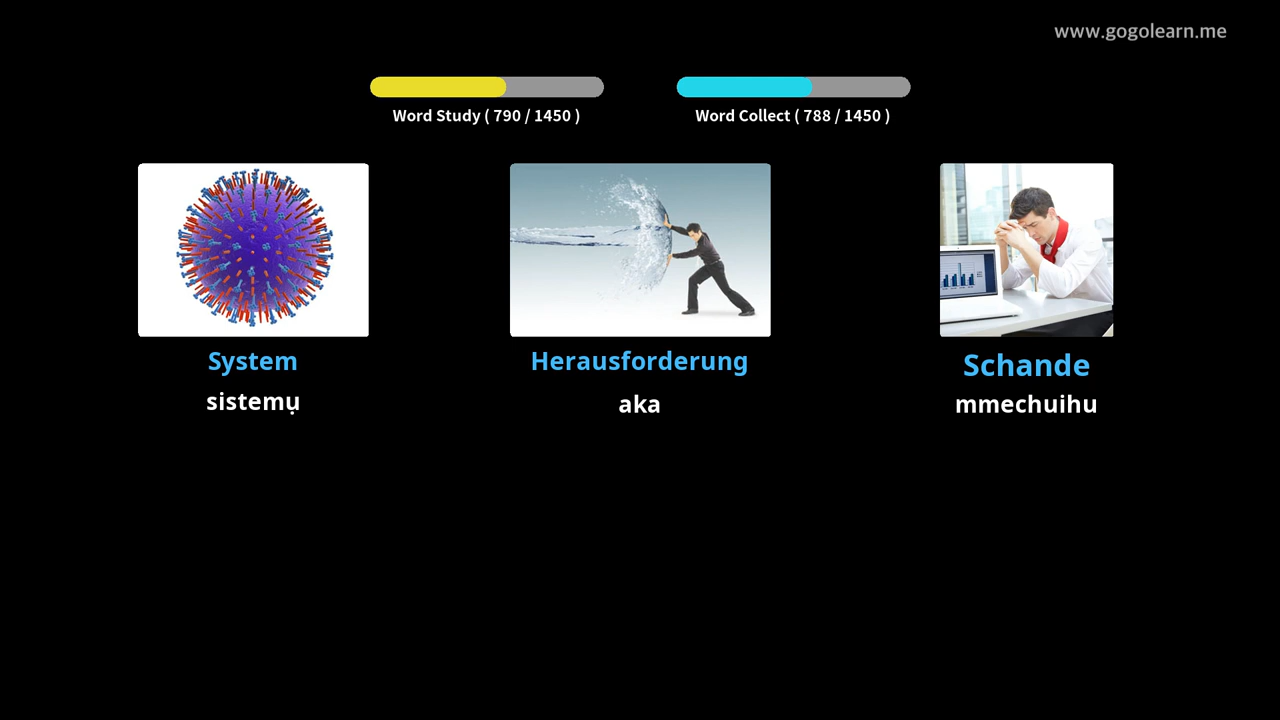 www.gogolearn.me
Word Study ( 790 / 1450 )
Word Collect ( 788 / 1450 )
System
Herausforderung
Schande
sistemụ
aka
mmechuihu